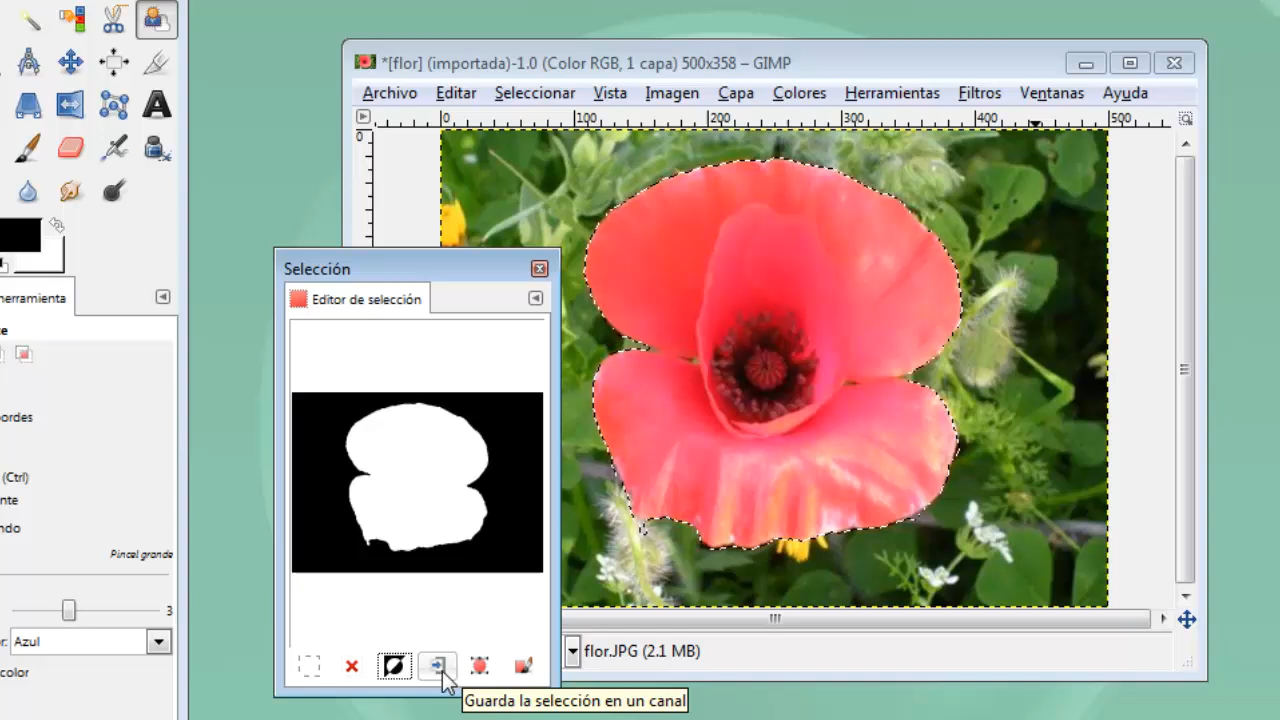 *[flor] (importada)-1.0 (Color RGB, 1 capa) 500x358 – GIMP
Archivo Editar Seleccionar Vista Imagen Capa Colores Herramientas Filtros Ventanas Ayuda
0 100 200 300 400 500
0
Selección
Editor de selección
herramienta
te
bordes
(Ctrl)
nte
ndo
Pincel grande
3
r: Azul
color
flor.JPG (2.1 MB)
Guarda la selección en un canal